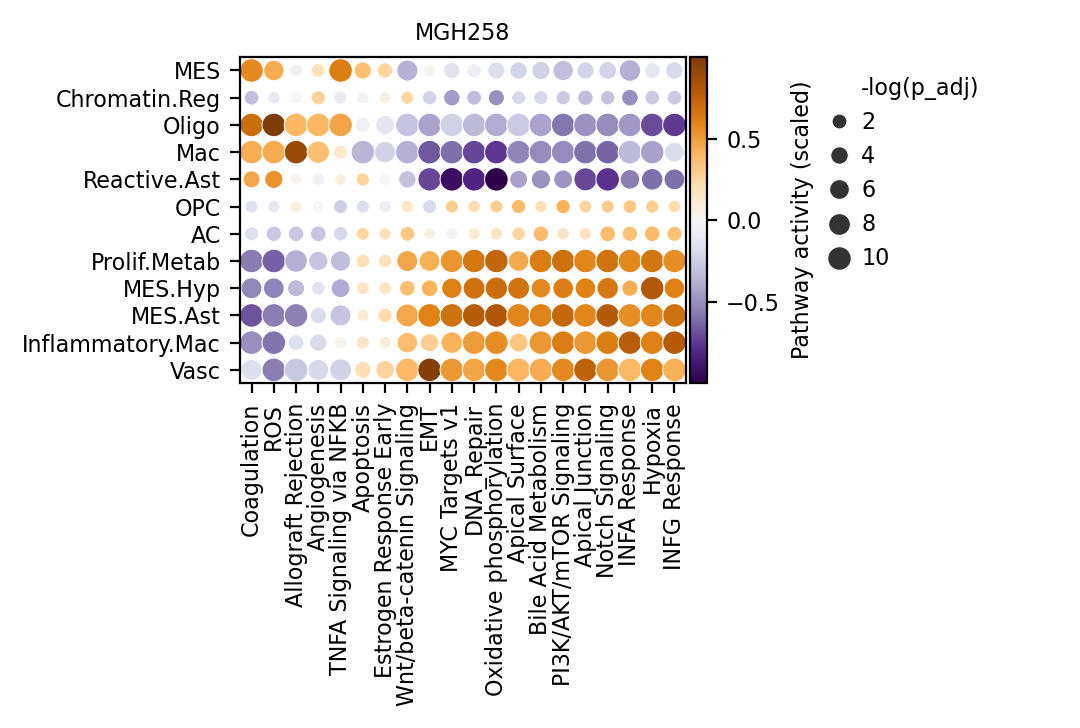 MGH258
MES
Chromatin.Reg
Oligo
Mac
Reactive.Ast
OPC
AC
Prolif.Metab
MES.Hyp
MES.Ast
Inflammatory.Mac
Vasc
Coagulation
ROS
Allograft Rejection
Angiogenesis
TNFA Signaling via NFKB
Apoptosis
Estrogen Response Early
Wnt/beta-catenin Signaling
EMT
MYC Targets v1
DNA_Repair
Oxidative phosphorylation
Apical Surface
Bile Acid Metabolism
PI3K/AKT/mTOR Signaling
Apical Junction
Notch Signaling
INFA Response
Hypoxia
INFG Response
0.5
0.0
−0.5
Pathway activity (scaled)
-log(p_adj)
2
4
6
8
10